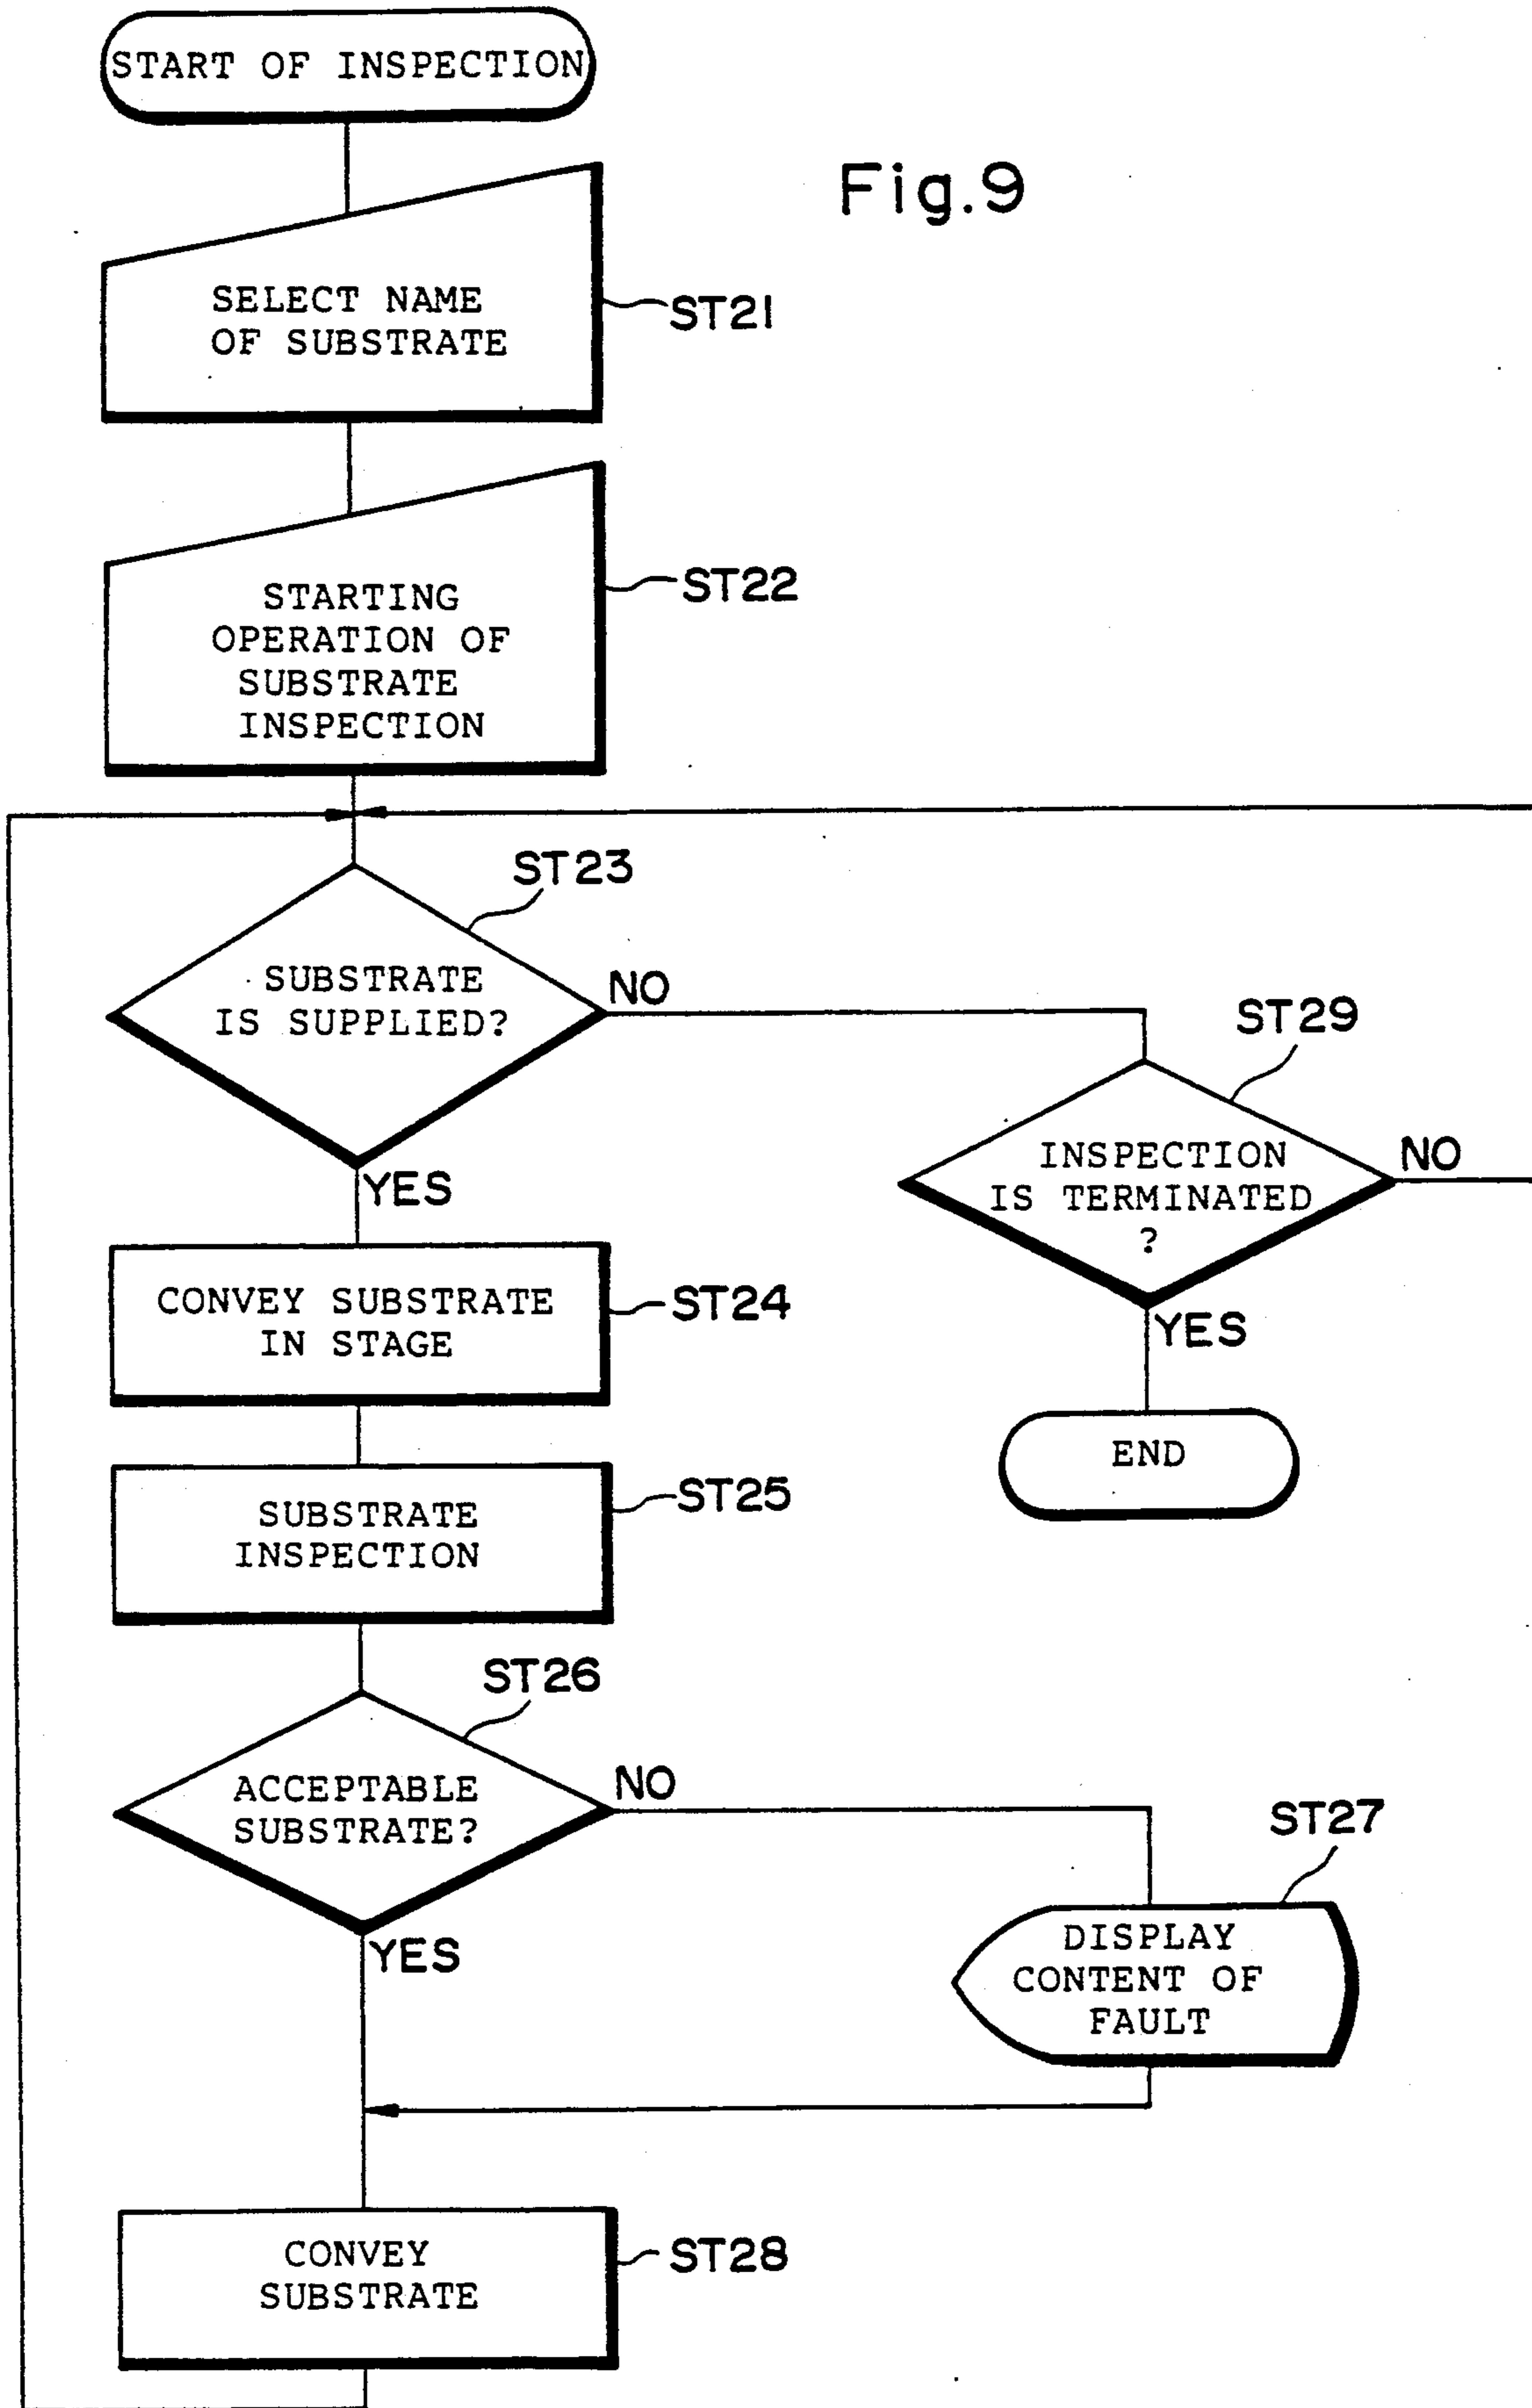 START OF INSPECTION
Fig.9
SELECT NAME
OF SUBSTRATE
ST21
STARTING
OPERATION OF
SUBSTRATE
INSPECTION
ST22
ST23
SUBSTRATE
IS SUPPLIED?
NO
YES
ST29
INSPECTION
IS TERMINATED
?
NO
YES
END
CONVEY SUBSTRATE
IN STAGE
ST24
SUBSTRATE
INSPECTION
ST25
ST26
ACCEPTABLE
SUBSTRATE?
NO
YES
ST27
DISPLAY
CONTENT OF
FAULT
CONVEY
SUBSTRATE
ST28